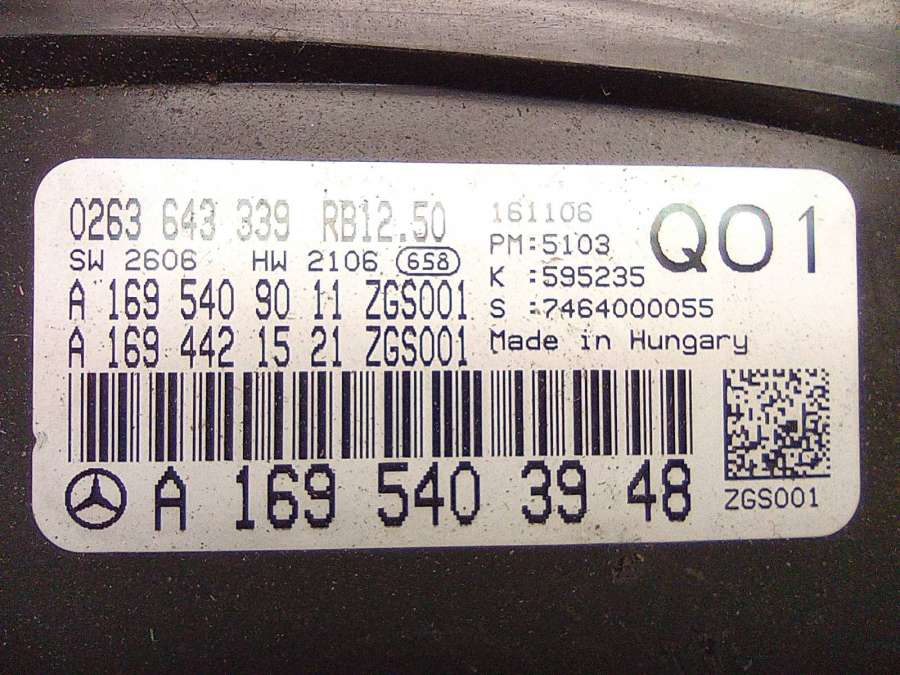 0263 643 339 RB12.50
SW 2606 HW 2106 658
A 169 540 90 11 ZGS001
A 169 442 15 21 ZGS001
161106
PM:5103
K :595235
S :7464000055
Made in Hungary
Q01
A 169 540 39 48
ZGS001